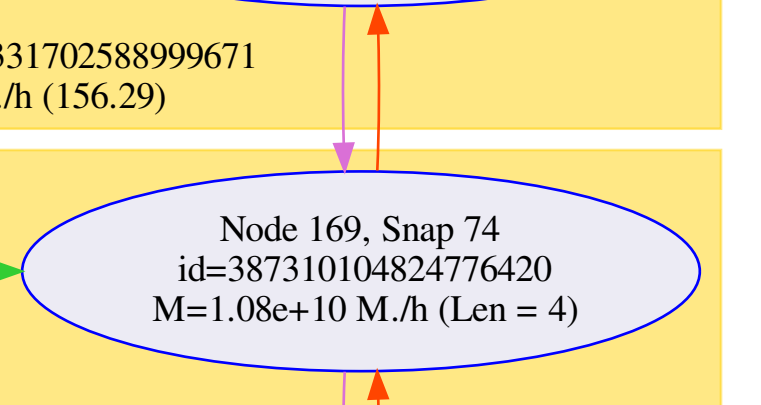 331702588999671
./h (156.29)
Node 169, Snap 74
id=387310104824776420
M=1.08e+10 M./h (Len = 4)